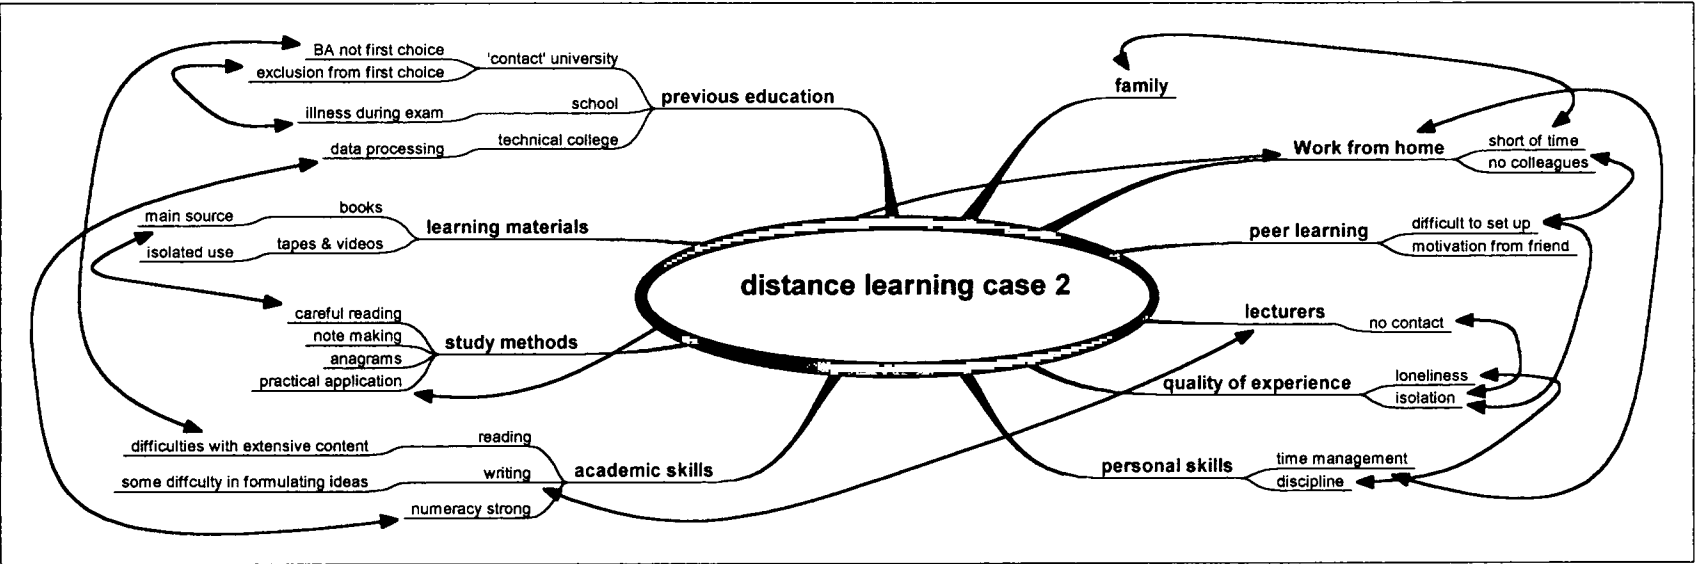 BA not first choice
exclusion from first choice
'contact' university
illness during exam
school
data processing
technical college
previous education
main source
books
isolated use
tapes & videos
learning materials
careful reading
note making
anagrams
practical application
study methods
difficulties with extensive content
reading
some diffculty in formulating ideas
writing
numeracy strong
academic skills
distance learning case 2
family
Work from home
short of time
no colleagues
peer learning
difficult to set up
motivation from friend
lecturers
no contact
quality of experience
loneliness
isolation
personal skills
time management
discipline